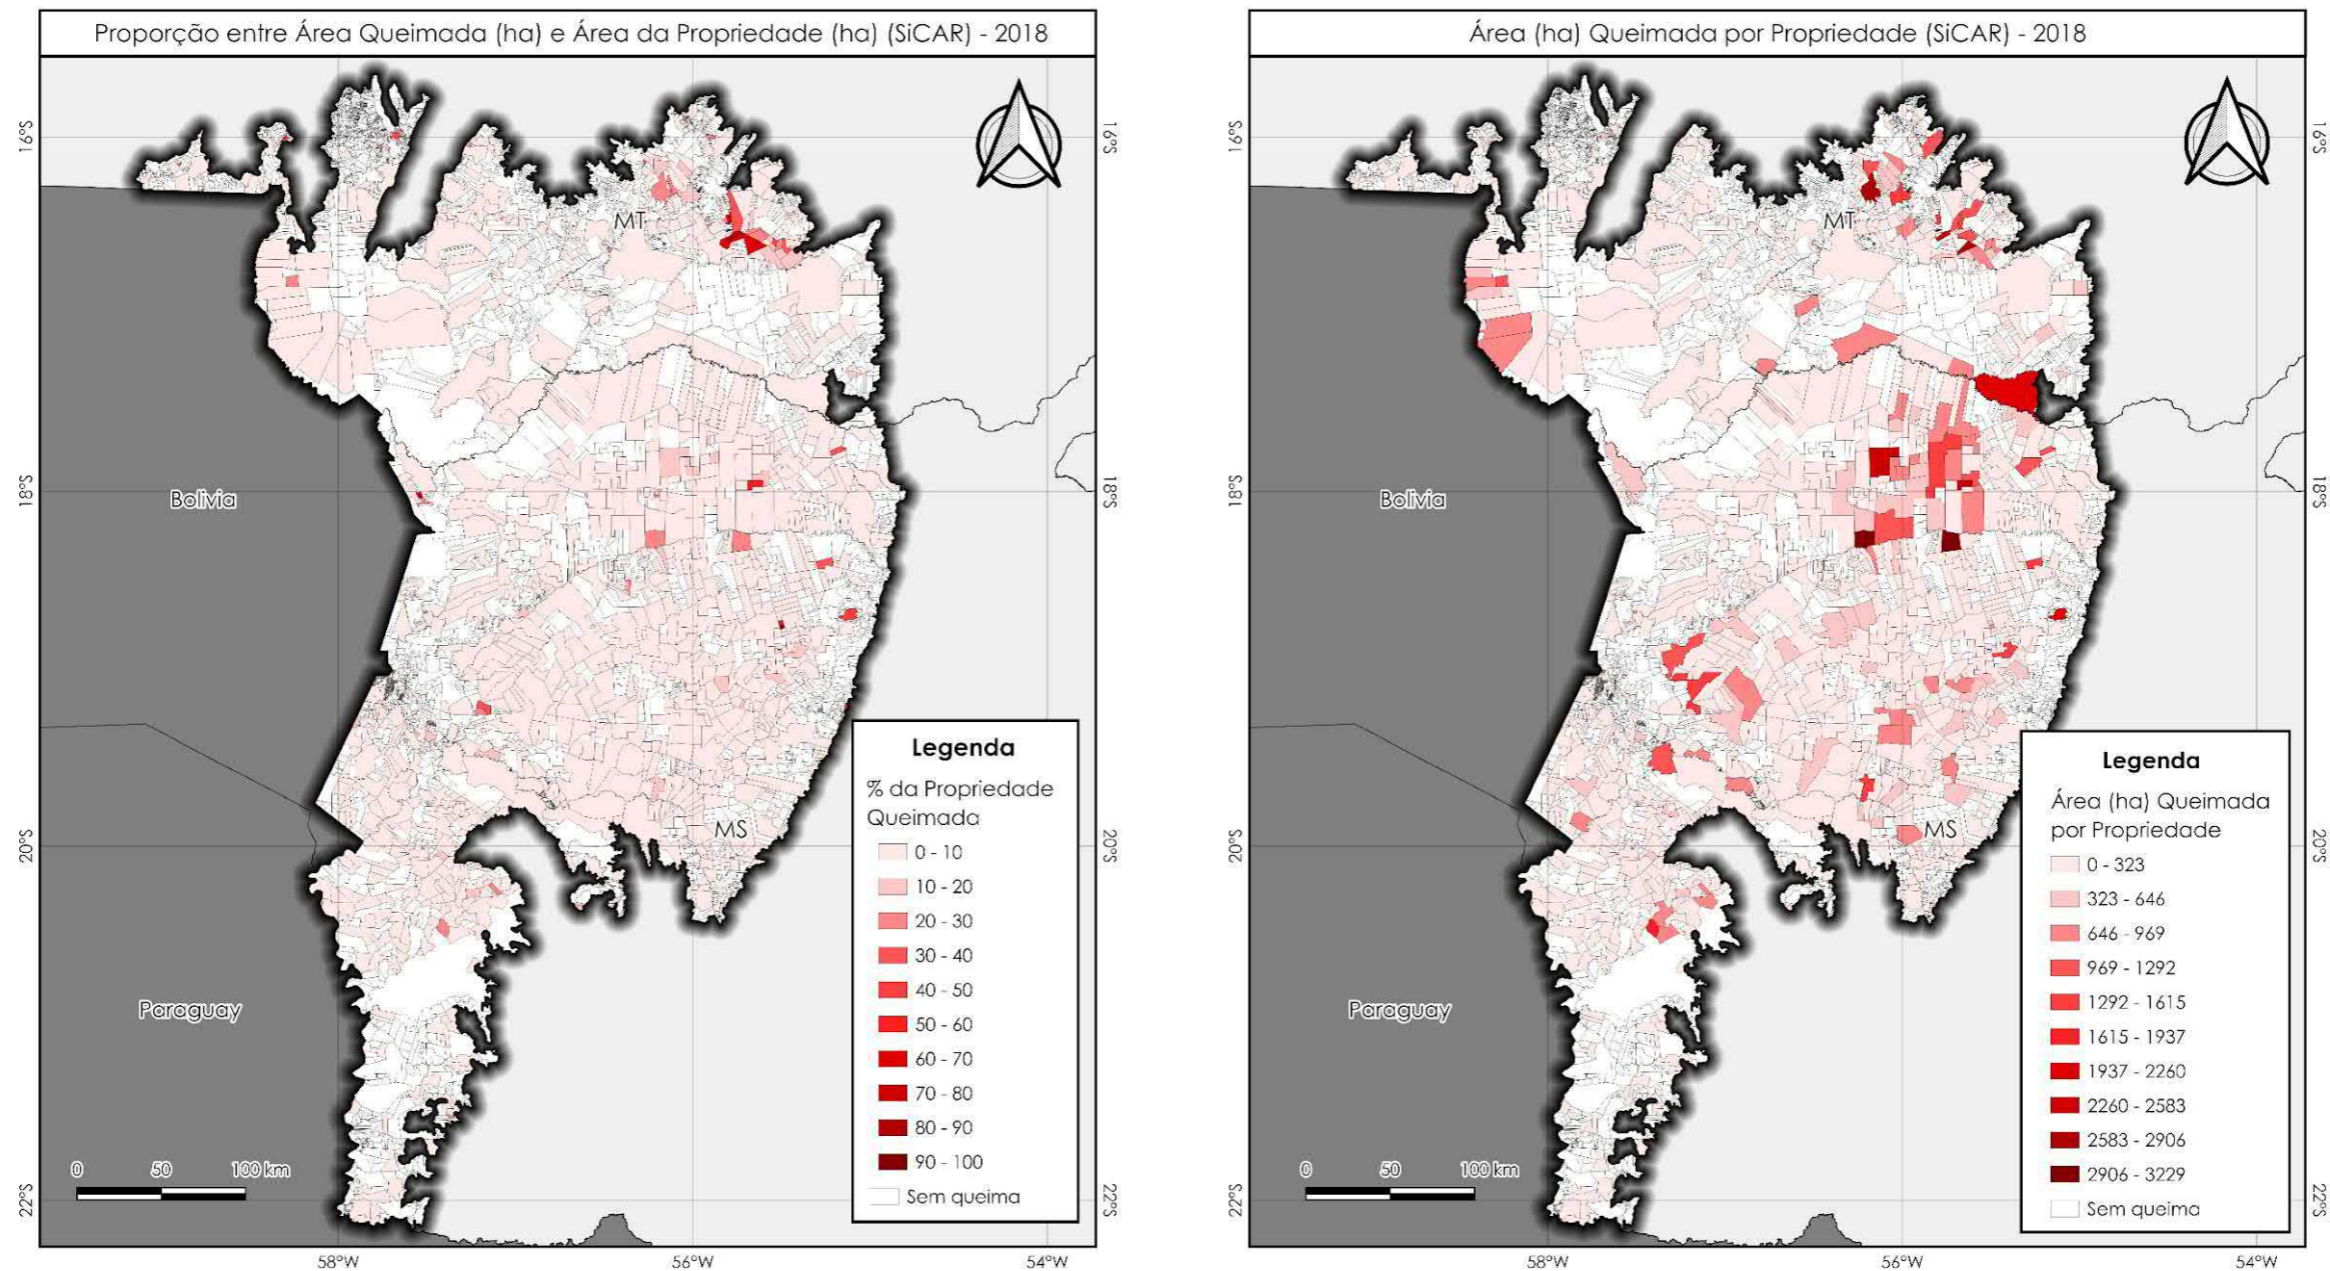 Proporção entre Área Queimada (ha) e Área da Propriedade (ha) (SiCAR) - 2018
16°S
16°S
MT
Bolivia
18°S
18°S
Legenda
% da Propriedade
Queimada
0 - 10
10 - 20
20 - 30
30 - 40
40 - 50
50 - 60
60 - 70
70 - 80
80 - 90
90 - 100
Sem queima
MS
20°S
20°S
Paraguay
0 50 100 km
22°S
22°S
58°W 56°W 54°W
Área (ha) Queimada por Propriedade (SiCAR) - 2018
16°S
16°S
MT
Bolivia
18°S
18°S
Legenda
Área (ha) Queimada
por Propriedade
0 - 323
323 - 646
646 - 969
969 - 1292
1292 - 1615
1615 - 1937
1937 - 2260
2260 - 2583
2583 - 2906
2906 - 3229
Sem queima
MS
20°S
20°S
Paraguay
0 50 100 km
22°S
22°S
58°W 56°W 54°W